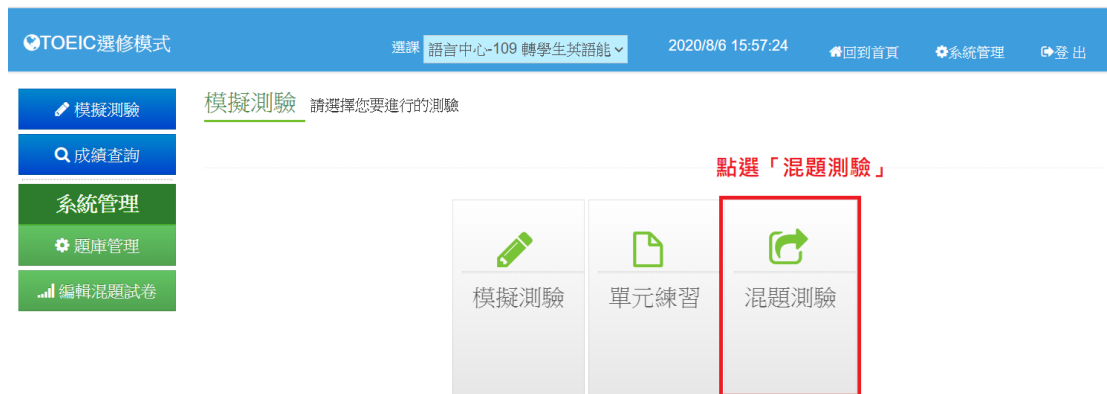 TOEIC選修模式
選課 語言中心-109 轉學生英語能 2020/8/6 15:57:24 回到首頁 系統管理 登 出
模擬測驗
成績查詢
系統管理
題庫管理
編輯混題試卷
模擬測驗 請選擇您要進行的測驗
點選「混題測驗」
模擬測驗
單元練習
混題測驗